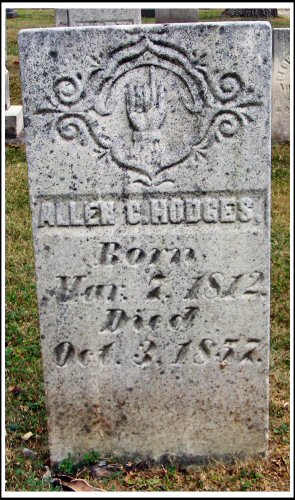 ALLEN C. HODGES.
Born
Mar. 7, 1812.
Died
Oct. 3, 1857.